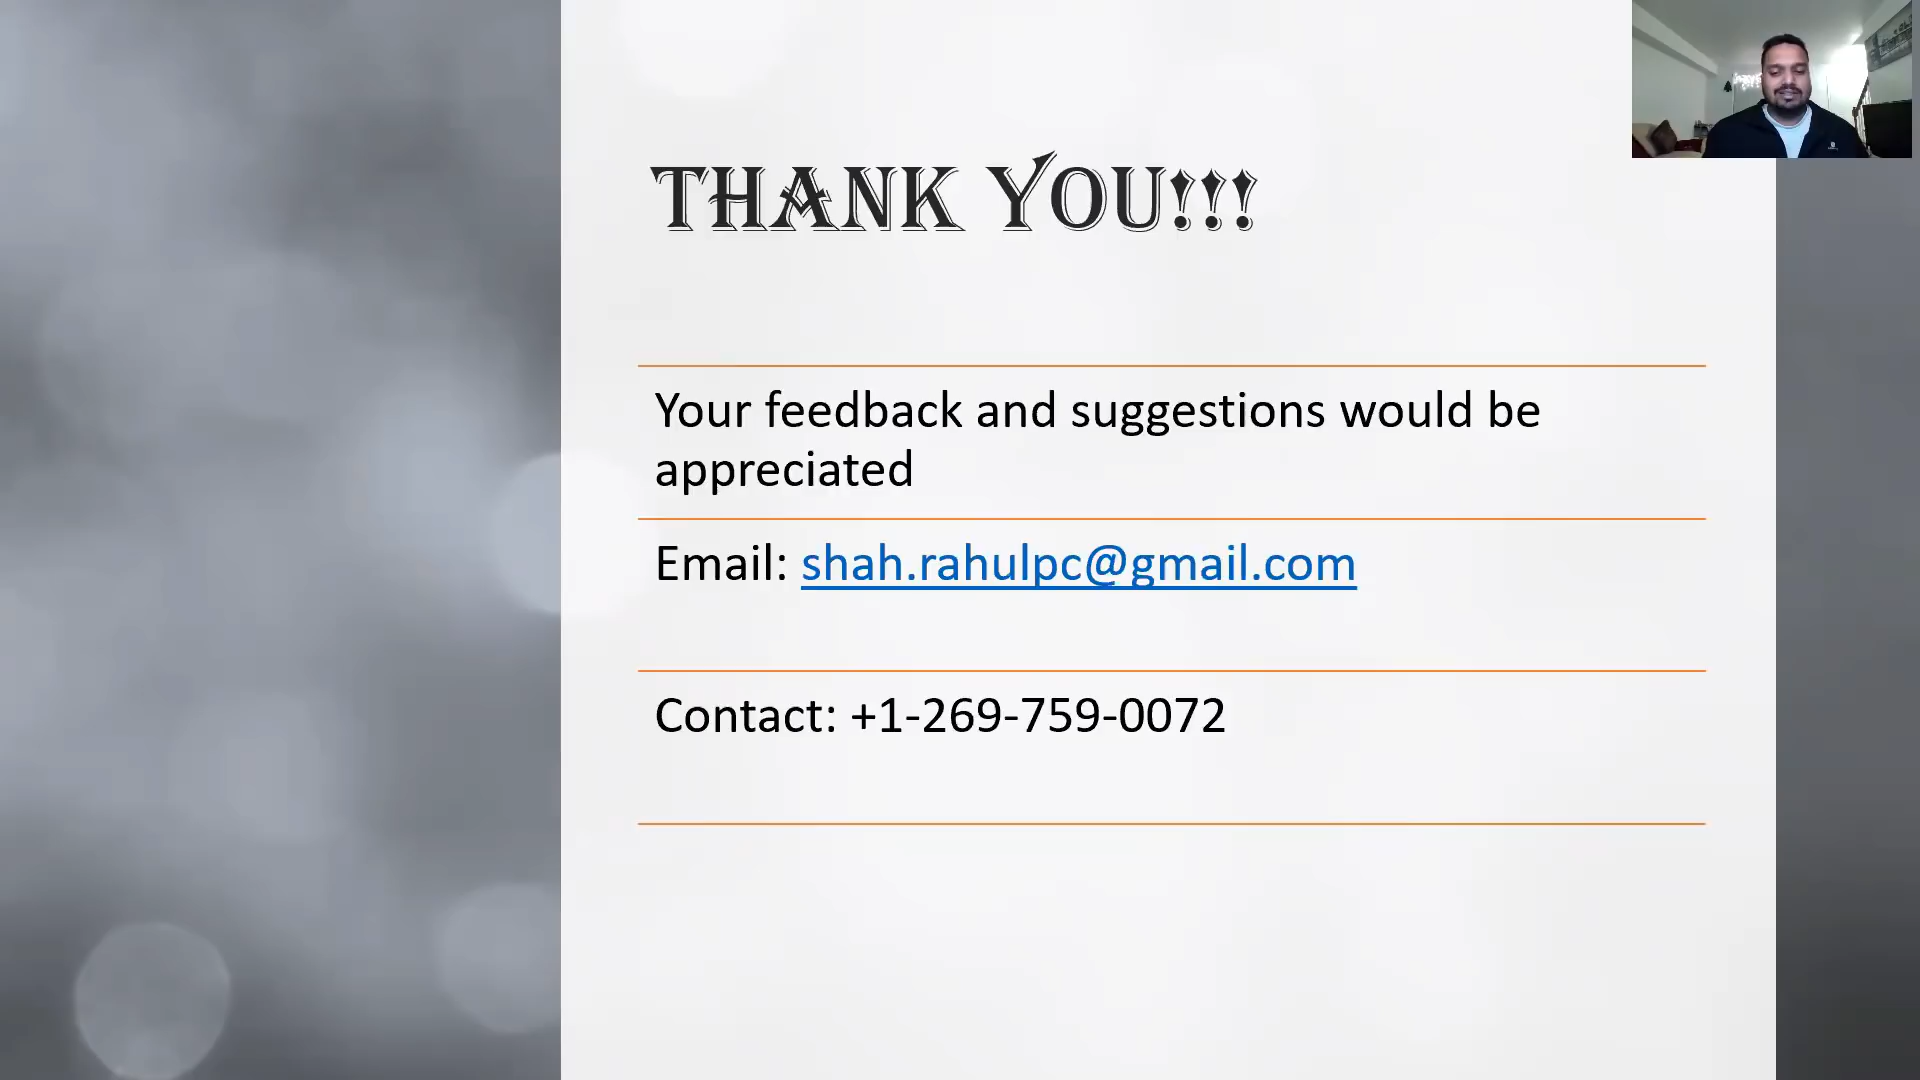 THANK YOU!!!
Your feedback and suggestions would be
appreciated
Email: shah.rahulpc@gmail.com
Contact: +1-269-759-0072